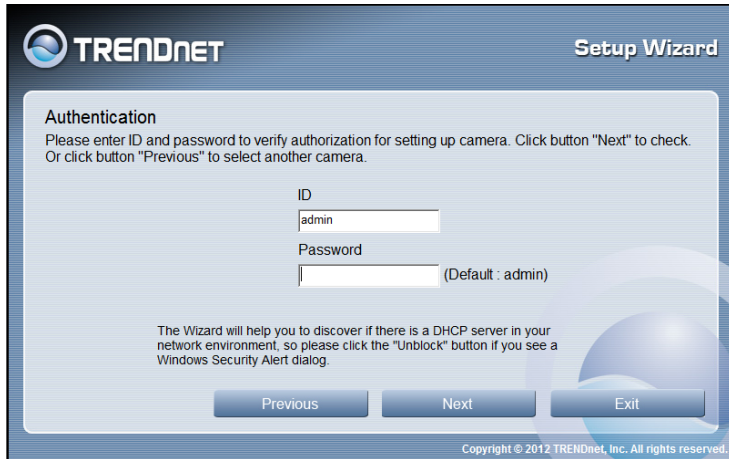 TRENDNET
Setup Wizard
Authentication
Please enter ID and password to verify authorization for setting up camera. Click button "Next" to check.
Or click button "Previous" to select another camera.
ID
admin
Password
(Default : admin)
The Wizard will help you to discover if there is a DHCP server in your
network environment, so please click the "Unblock" button if you see a
Windows Security Alert dialog.
Previous
Next
Exit
Copyright © 2012 TRENDnet, Inc. All rights reserved.